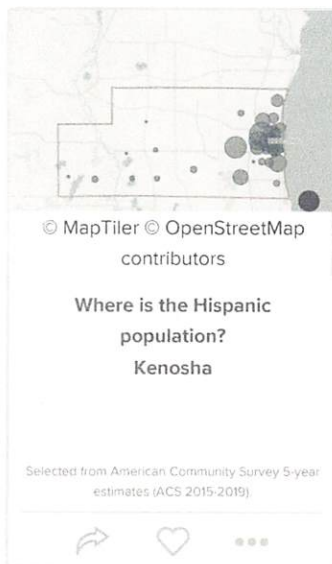 © MapTiler © OpenStreetMap
contributors
Where is the Hispanic
population?
Kenosha
Selected from American Community Survey 5-year
estimates (ACS 2015-2019).